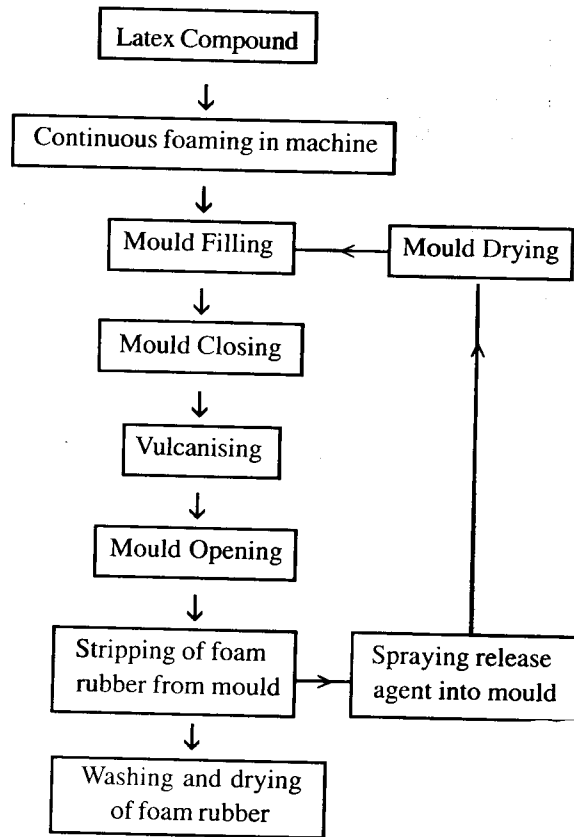 Latex Compound
Continuous foaming in machine
Mould Filling
Mould Drying
Mould Closing
Vulcanising
Mould Opening
Stripping of foam
rubber from mould
Spraying release
agent into mould
Washing and drying
of foam rubber